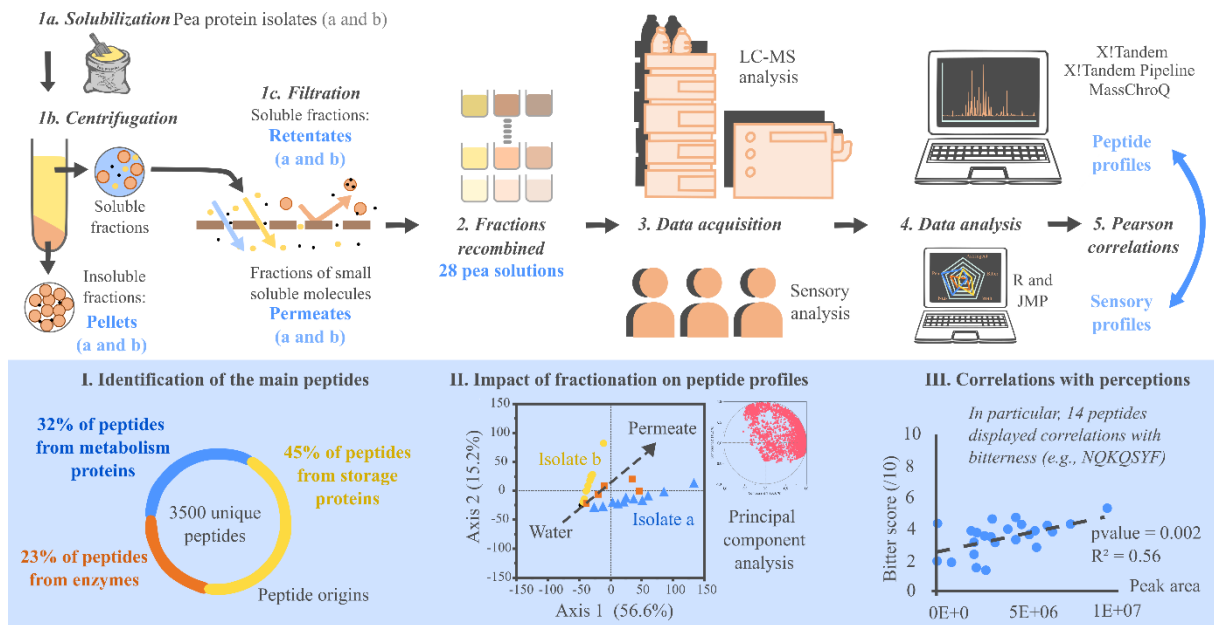 1a. Solubilization Pea protein isolates (a and b)
1b. Centrifugation
Soluble
fractions
Insoluble
fractions:
Pellets
(a and b)
1c. Filtration
Soluble fractions:
Retentates
(a and b)
Fractions of small
soluble molecules
Permeates
(a and b)
2. Fractions
recombined
28 pea solutions
LC-MS
analysis
3. Data acquisition
Sensory
analysis
X!Tandem
X!Tandem Pipeline
MassChroQ
4. Data analysis
R and
JMP
Peptide
profiles
5. Pearson
correlations
Sensory
profiles
I. Identification of the main peptides
32% of peptides
from metabolism
proteins
45% of peptides
from storage
proteins
3500 unique
peptides
23% of peptides
from enzymes
Peptide origins
II. Impact of fractionation on peptide profiles
Axis 2 (15.2%)
150
100
50
0
-50
-100
-150
Permeate
Isolate b
Isolate a
Water
-150 -100 -50 0 50 100 150
Axis 1 (56.6%)
Principal
component
analysis
III. Correlations with perceptions
In particular, 14 peptides
displayed correlations with
bitterness (e.g., NQKQSYF)
Bitter score (/10)
10
8
6
4
2
0
pvalue = 0.002
R² = 0.56
Peak area
0E+0 5E+06 1E+07